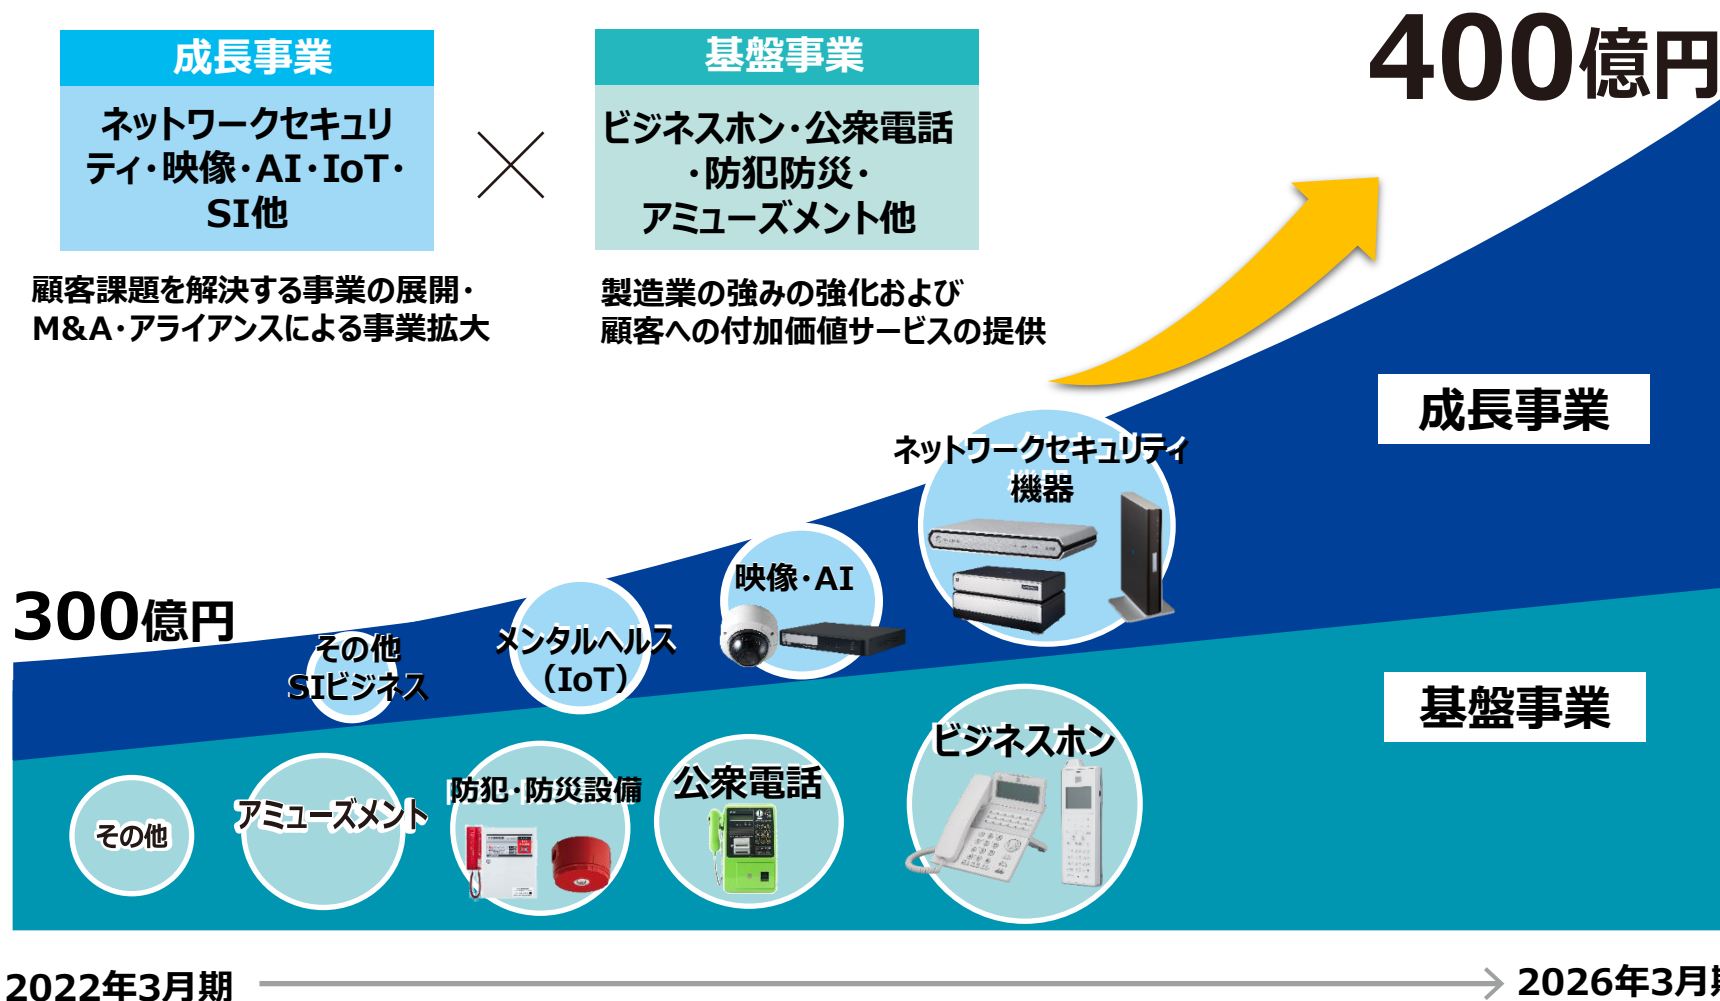 成長事業
ネットワークセキュリ
ティ・映像・AI・IoT・
SI他
顧客課題を解決する事業の展開・
M&A・アライアンスによる事業拡大
基盤事業
ビジネスホン・公衆電話
・防犯防災・
アミューズメント他
製造業の強みの強化および
顧客への付加価値サービスの提供
400億円
成長事業
ネットワークセキュリティ
機器
映像・AI
300億円
その他
SIビジネス
メンタルヘルス
（IoT）
基盤事業
ビジネスホン
公衆電話
防犯・防災設備
アミューズメント
その他
2022年3月期
2026年3月期